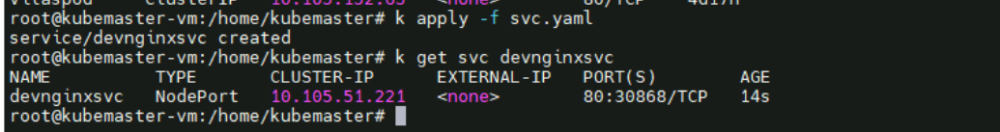 root@kubemaster-vm:/home/kubemaster# k apply -f svc.yaml
service/devnginxsvc created
root@kubemaster-vm:/home/kubemaster# k get svc devnginxsvc
NAME TYPE CLUSTER-IP EXTERNAL-IP PORT(S) AGE
devnginxsvc NodePort 10.105.51.221 <none> 80:30868/TCP 14s
root@kubemaster-vm:/home/kubemaster#